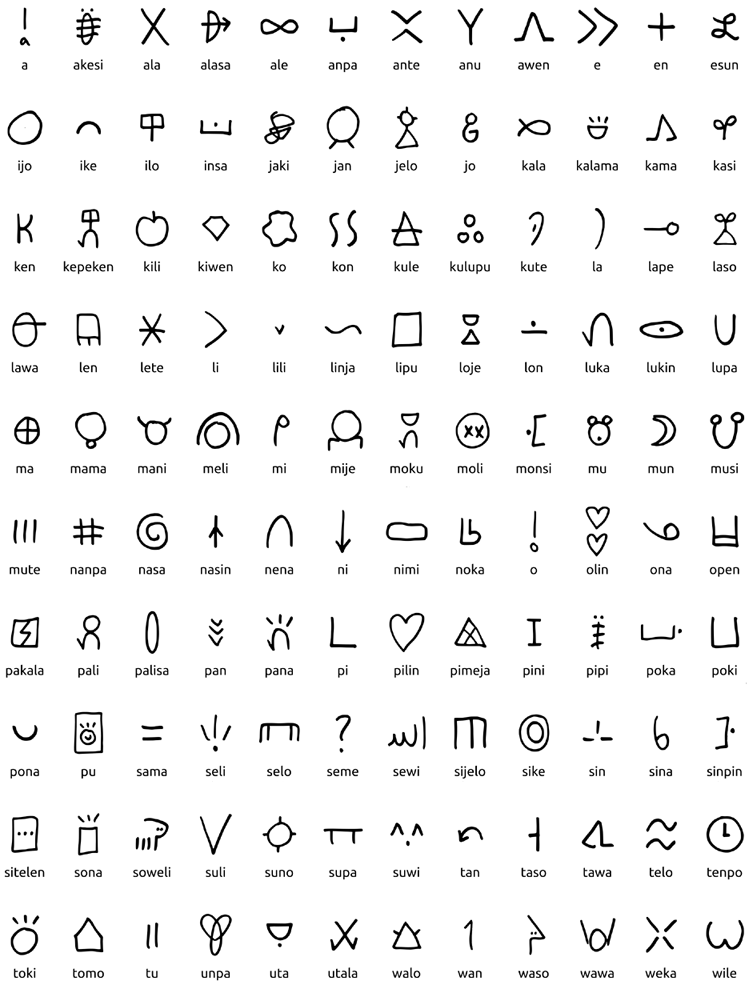 a akesi ala alasa ale anpa ante anu awen e en esun
ijo ike ilo insa jaki jan jelo jo kala kalama kama kasi
ken kepeken kili kiwen ko kon kule kulupu kute la lape laso
lawa len lete li lili linja lipu loje lon luka lukin lupa
ma mama mani meli mi mije moku moli monsi mu mun musi
mute nanpa nasa nasin nena ni nimi noka o olin ona open
pakala pali palisa pan pana pi pilin pimeja pini pipi poka poki
pona pu sama seli selo seme sewi sijelo sike sin sina sinpin
sitelen sona soweli suli suno supa suwi tan taso tawa telo tenpo
toki tomo tu unpa uta utala walo wan waso wawa weka wile